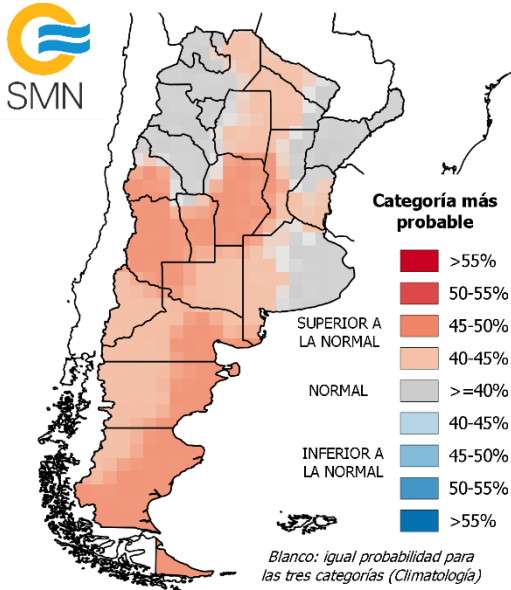 SMN
Categoría más
probable
>55%
50-55%
45-50%
SUPERIOR A
LA NORMAL
40-45%
NORMAL
>=40%
40-45%
INFERIOR A
LA NORMAL
45-50%
50-55%
>55%
Blanco: igual probabilidad para
las tres categorías (Climatología)